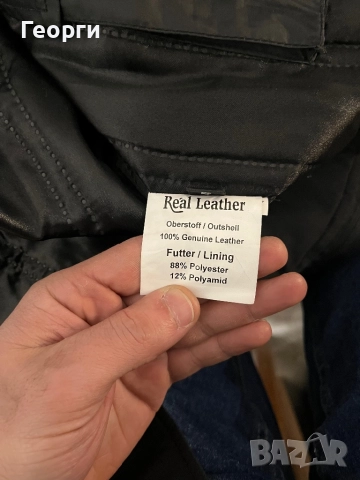 Георги
Real Leather
Oberstoff / Outshell
100% Genuine Leather
Futter / Lining
88% Polyester
12% Polyamid
BAZAR